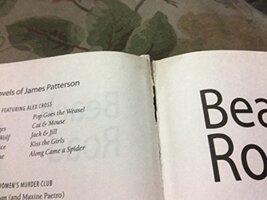 ovels of James Patterson
FEATURING ALEX CROSS
Pop Goes the Weasel
Cat & Mouse
Jack & Jill
Kiss the Girls
Along Came a Spider
OMEN'S MURDER CLUB
(and Maxine Paetro)
Bea
Ro